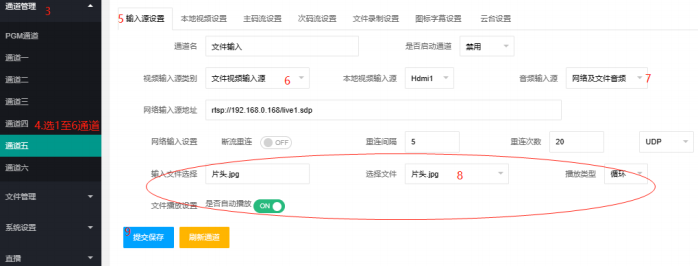 通道管理 3
PGM通道
通道一
通道二
通道三
通道四 4.选1至6通道
通道五
通道六
文件管理
系统设置
直播
5 输入源设置 本地视频设置 主码流设置 次码流设置 文件录制设置 图标字幕设置 云台设置
通道名 文件输入 是否启动通道 禁用
视频输入源类别 文件视频输入源 6 本地视频输入源 Hdmi1 音频输入源 网络及文件音频 7
网络输入源地址 rtsp://192.168.0.168/live1.sdp
网络输入设置 断流重连 OFF 重连间隔 5 重连次数 20 UDP
输入文件选择 片头.jpg 选择文件 片头.jpg 8 播放类型 循环
文件播放设置 是否自动播放 ON
9 提交保存 刷新通道